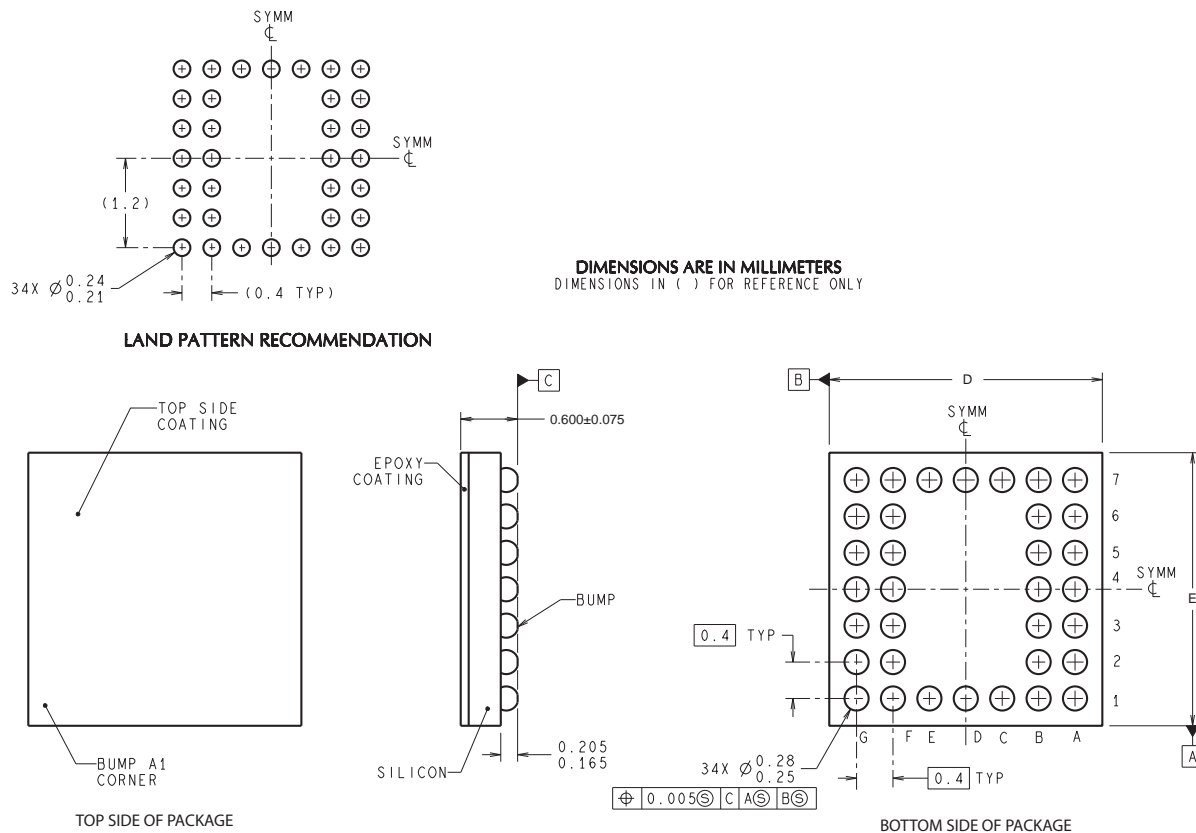 SYMM
℄
SYMM
℄
(1.2)
34X Ø 0.24
0.21
(0.4 TYP)
DIMENSIONS ARE IN MILLIMETERS
DIMENSIONS IN ( ) FOR REFERENCE ONLY
LAND PATTERN RECOMMENDATION
TOP SIDE
COATING
BUMP A1
CORNER
TOP SIDE OF PACKAGE
C
0.600±0.075
EPOXY
COATING
BUMP
SILICON
0.205
0.165
B
D
SYMM
℄
7
6
5
4
3
2
1
SYMM
℄
E
0.4 TYP
G F E D C B A
A
34X Ø 0.28
0.25
0.4 TYP
⌖ 0.005Ⓢ C AⓈ BⓈ
BOTTOM SIDE OF PACKAGE